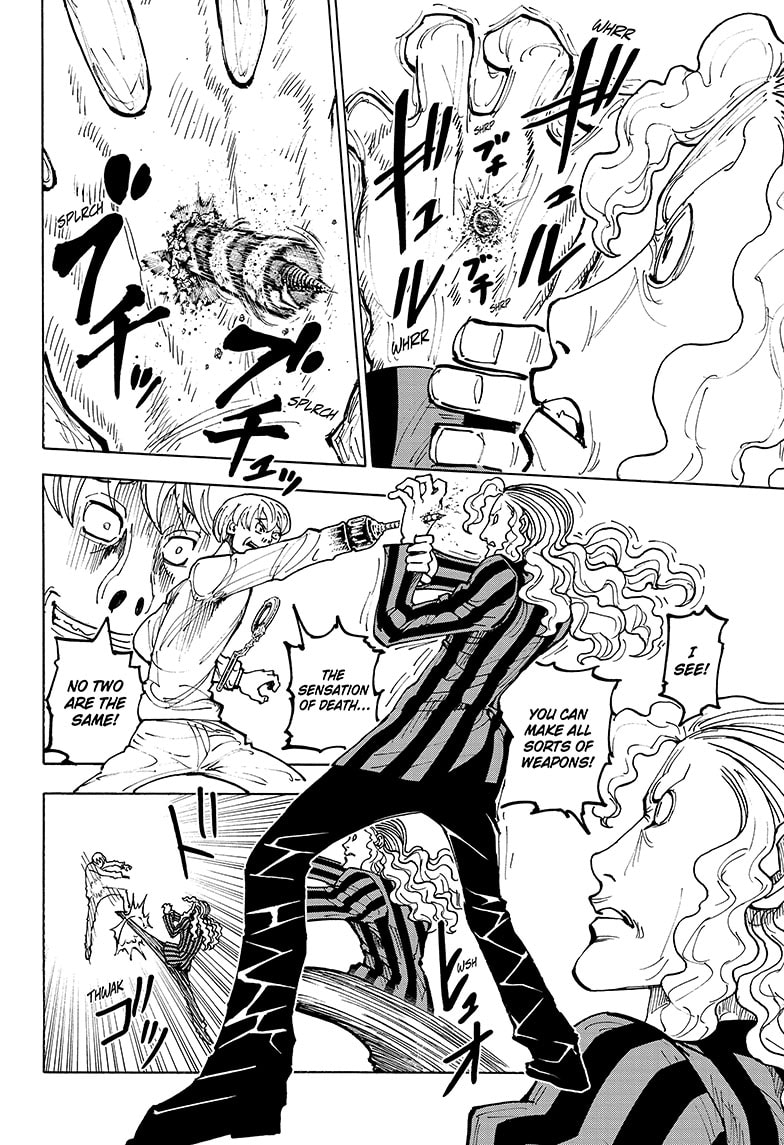 WHRR
ギュル
WHRR
ギュル
SHRP
ブチ
ブチ
SHRP
SPLRCH
ブチッ
SPLRCH
ブチュッ
I
SEE!
YOU CAN
MAKE ALL
SORTS OF
WEAPONS!
THE
SENSATION
OF DEATH...
NO TWO
ARE THE
SAME!
WSH
ヒュオ
ド
THWAK
ゴッ